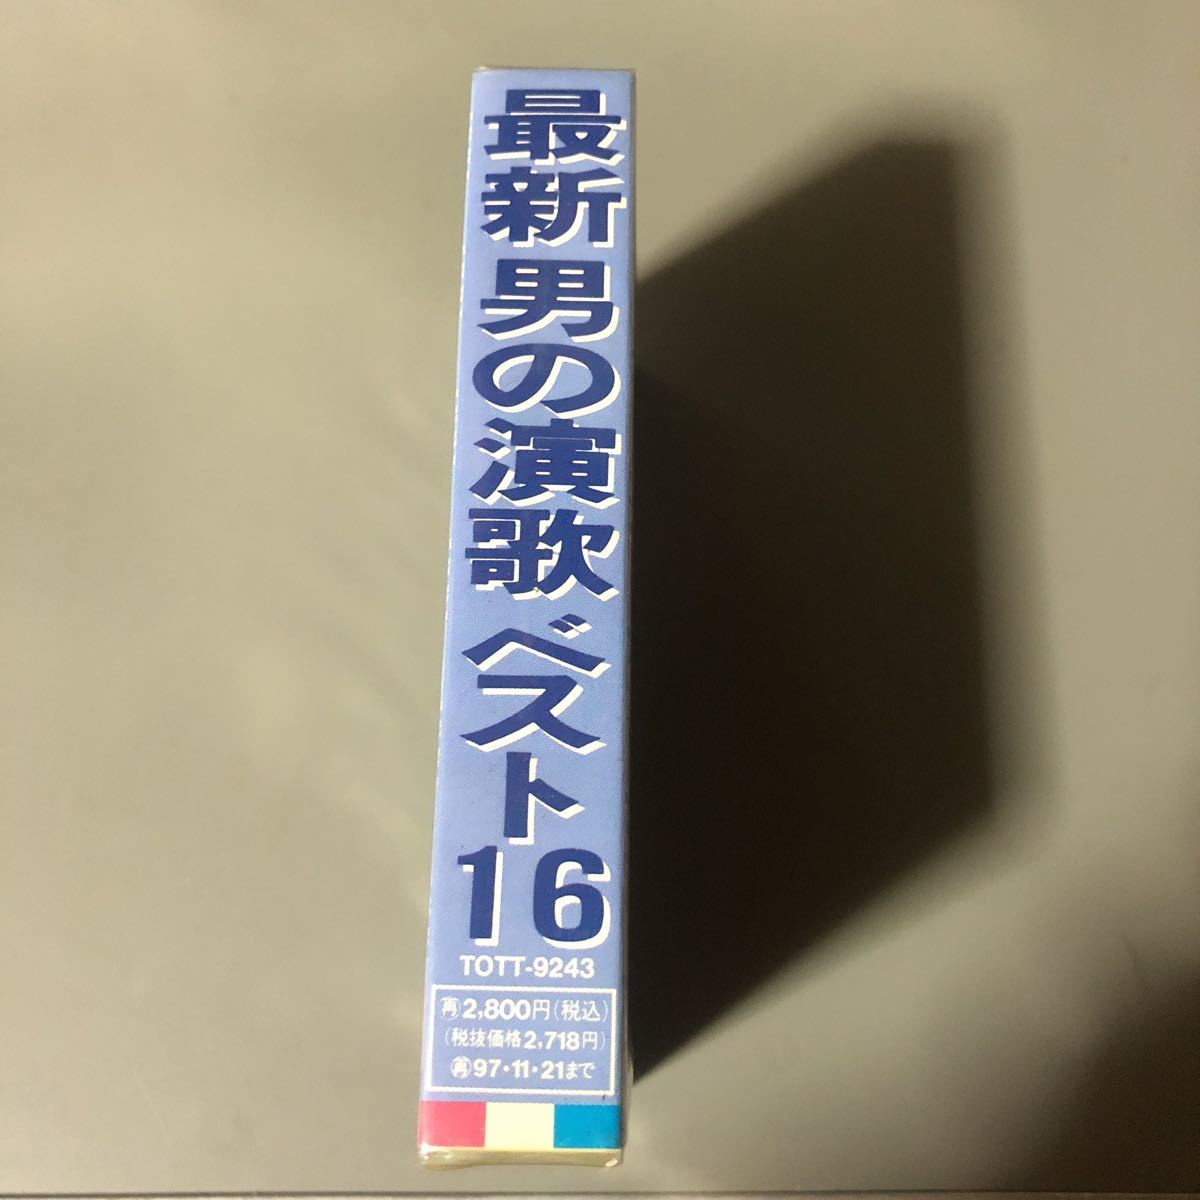 最新 男の演歌 ベスト16
TOTT-9243
再2,800円(税込)
(税抜価格2,718円)
再97・11・21まで